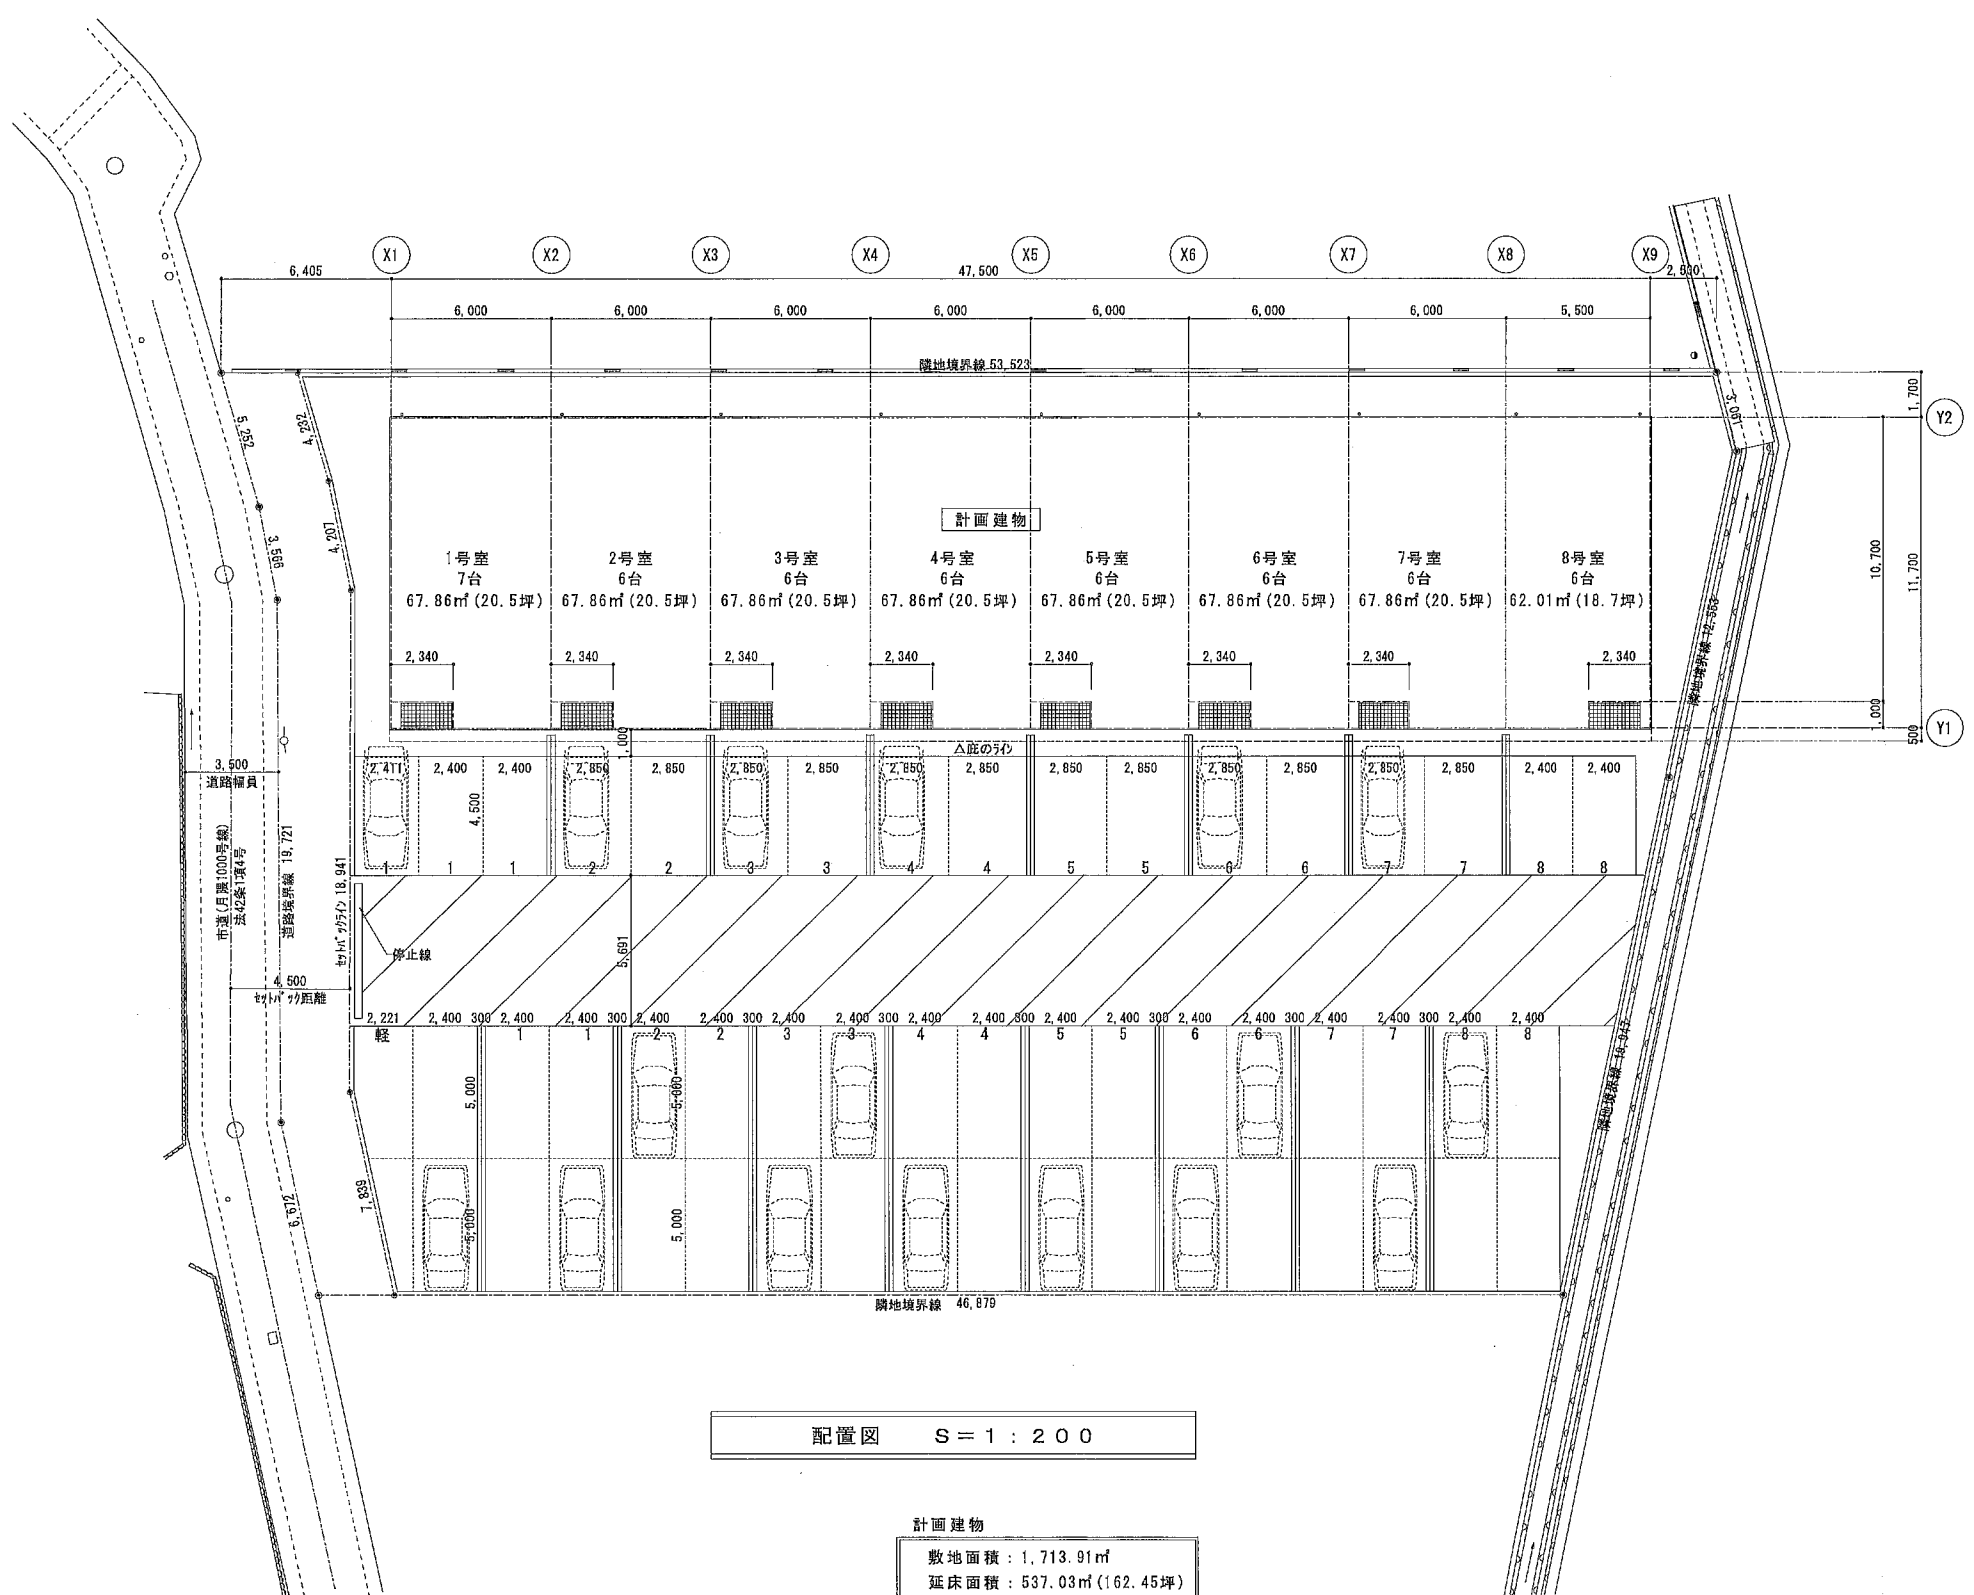 X1 X2 X3 X4 X5 X6 X7 X8 X9
6,405 47,500 2,500
6,000 6,000 6,000 6,000 6,000 6,000 6,000 5,500
隣地境界線 53,523
1,700
Y2
3,061
5,252
4,232
3,566
4,207
計画建物
1号室 2号室 3号室 4号室 5号室 6号室 7号室 8号室
7台 6台 6台 6台 6台 6台 6台 6台
67.86㎡(20.5坪) 67.86㎡(20.5坪) 67.86㎡(20.5坪) 67.86㎡(20.5坪) 67.86㎡(20.5坪) 67.86㎡(20.5坪) 67.86㎡(20.5坪) 62.01㎡(18.7坪)
10,700
11,700
隣地境界線 12,553
2,340 2,340 2,340 2,340 2,340 2,340 2,340 2,340
1,000
500
Y1
1,000
△庇のライン
3,500
道路幅員
2,411 2,400 2,400 2,850 2,850 2,850 2,850 2,850 2,850 2,850 2,850 2,850 2,850 2,850 2,850 2,400 2,400
4,500
1 1 1 2 2 3 3 4 4 5 5 6 6 7 7 8 8
市道(月隈1000号線)
法42条1項4号
道路境界線 19,721
セットバックライン 18,941
停止線
5,691
4,500
セットバック距離
2,221 2,400 300 2,400 2,400 300 2,400 2,400 300 2,400 2,400 300 2,400 2,400 300 2,400 2,400 300 2,400 2,400 300 2,400 2,400 300 2,400 2,400
軽 1 1 2 2 3 3 4 4 5 5 6 6 7 7 8 8
5,000 5,000
7,839
6,672
5,000 5,000
隣地境界線 46,879
配置図 S=1:200
計画建物
敷地面積:1,713.91㎡
延床面積:537.03㎡(162.45坪)